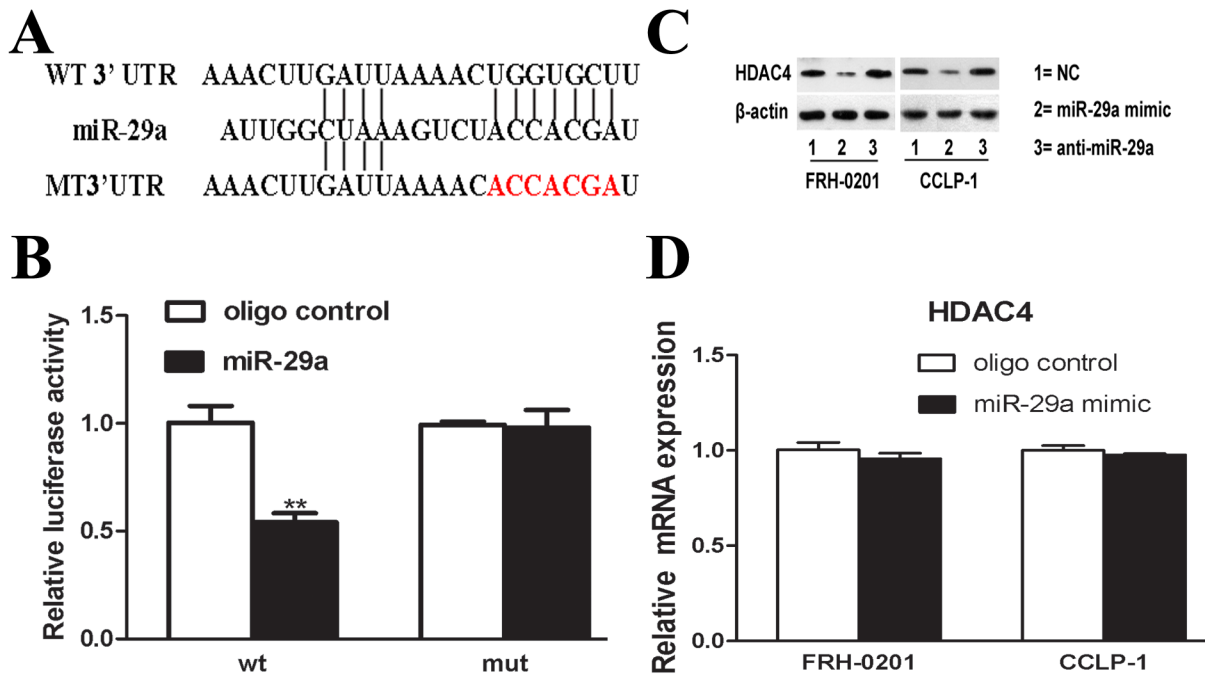 A
WT 3' UTR AAACUUGAUUAAAACUGGUGCUU
miR-29a AUUGGCUAAAGUCUACCACGAU
MT3'UTR AAACUUGAUUAAAACACCACGAU
B
oligo control
miR-29a
Relative luciferase activity
1.5
1.0
0.5
0.0
**
wt mut
C
HDAC4
β-actin
1 2 3 1 2 3
FRH-0201 CCLP-1
1= NC
2= miR-29a mimic
3= anti-miR-29a
D
HDAC4
oligo control
miR-29a mimic
Relative mRNA expression
1.5
1.0
0.5
0.0
FRH-0201 CCLP-1